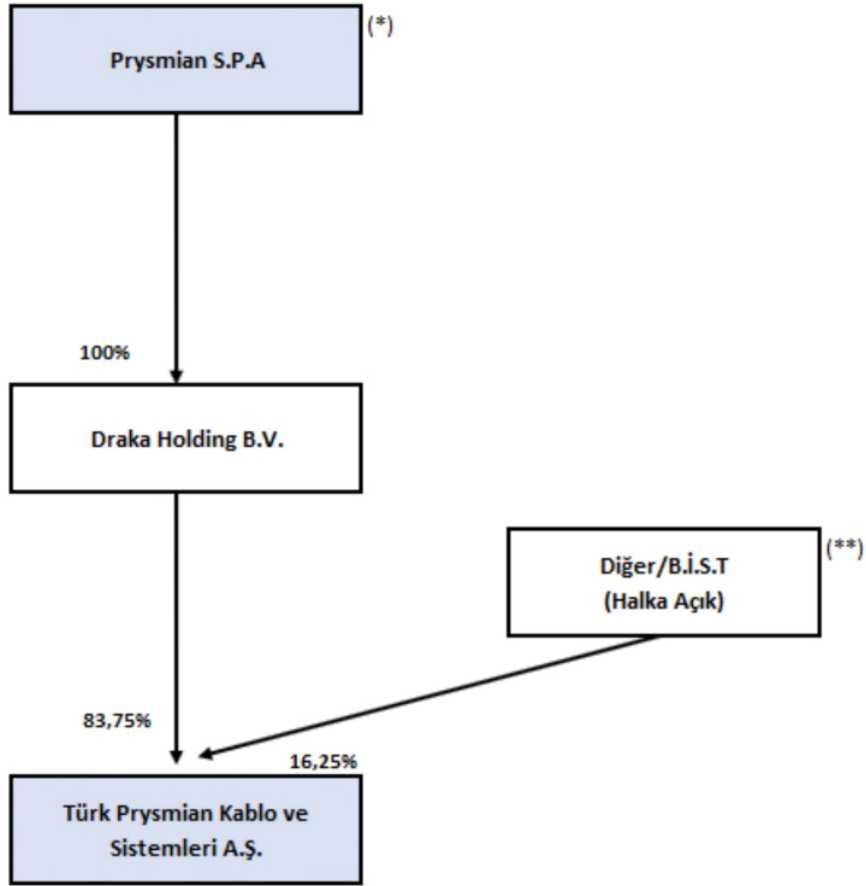 Prysmian S.P.A
(*)
100%
Draka Holding B.V.
Diğer/B.İ.S.T
(Halka Açık)
(**)
83,75%
16,25%
Türk Prysmian Kablo ve
Sistemleri A.Ş.